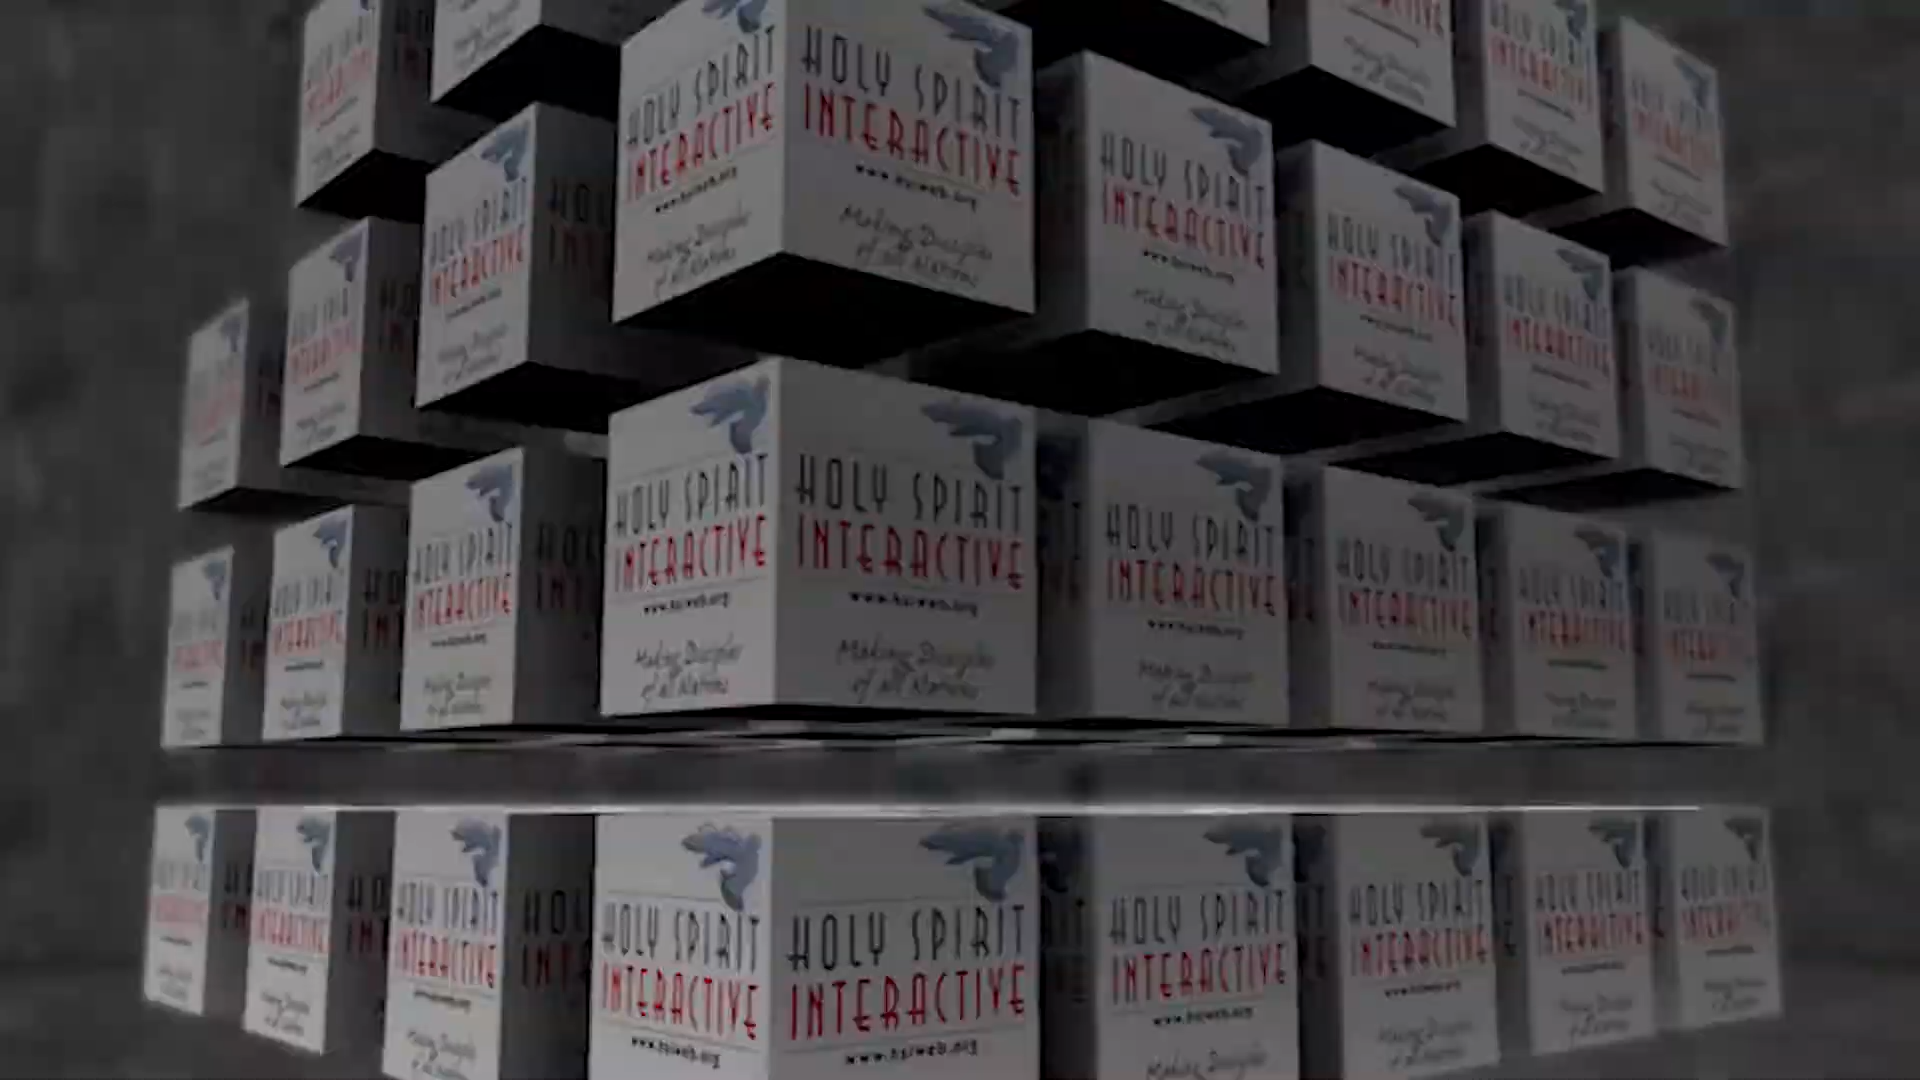 HOLY SPIRIT
INTERACTIVE
www.hsiweb.org
Making Disciples
of all Nations